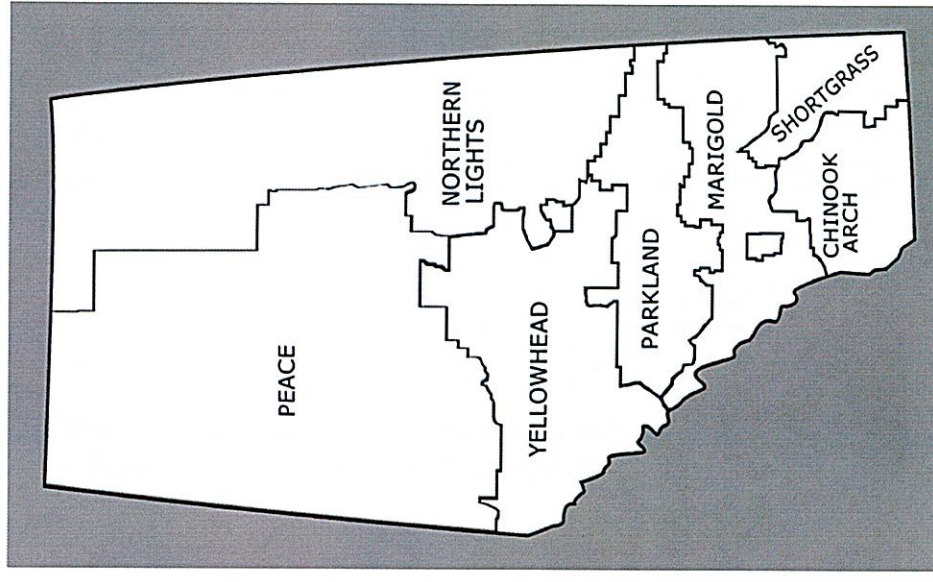 PEACE
NORTHERN
LIGHTS
YELLOWHEAD
PARKLAND
MARIGOLD
SHORTGRASS
CHINOOK
ARCH